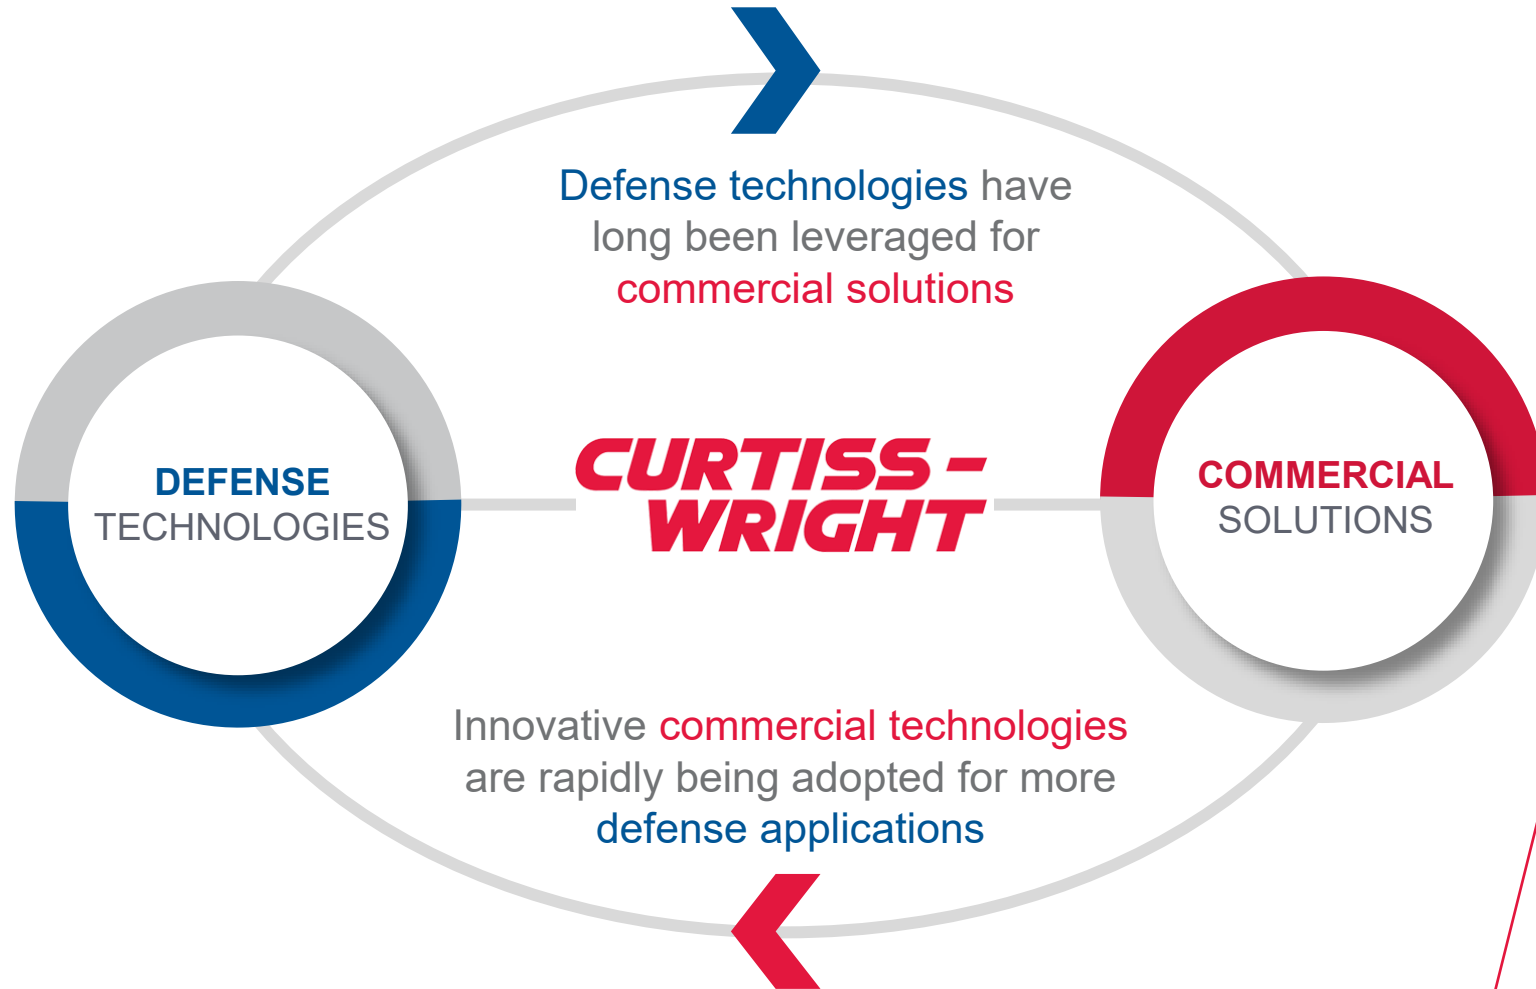 Defense technologies have
long been leveraged for
commercial solutions
DEFENSE
TECHNOLOGIES
CURTISS-
WRIGHT
COMMERCIAL
SOLUTIONS
Innovative commercial technologies
are rapidly being adopted for more
defense applications